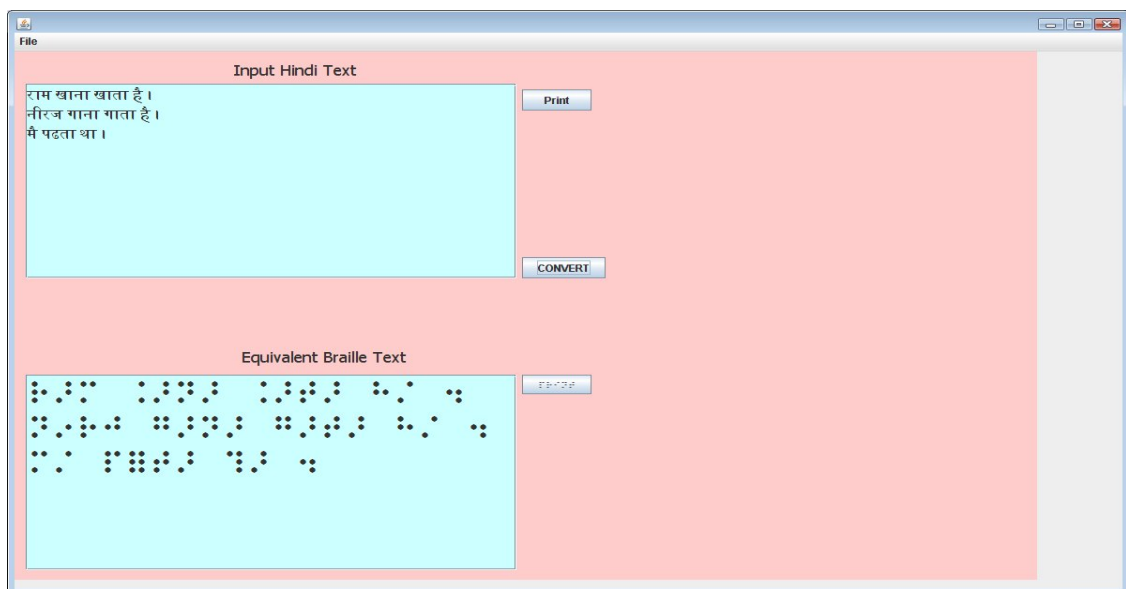 File
Input Hindi Text
राम खाना खाता है ।
नीरज गाना गाता है ।
मै पढता था ।
Print
CONVERT
Equivalent Braille Text
⠗⠜⠍ ⠨⠜⠝⠜ ⠨⠜⠞⠜ ⠓⠌ ⠲
⠝⠔⠗⠚ ⠛⠜⠝⠜ ⠛⠜⠞⠜ ⠓⠌ ⠲
⠍⠌ ⠏⠿⠞⠜ ⠹⠜ ⠲
⠏⠗⠊⠝⠞